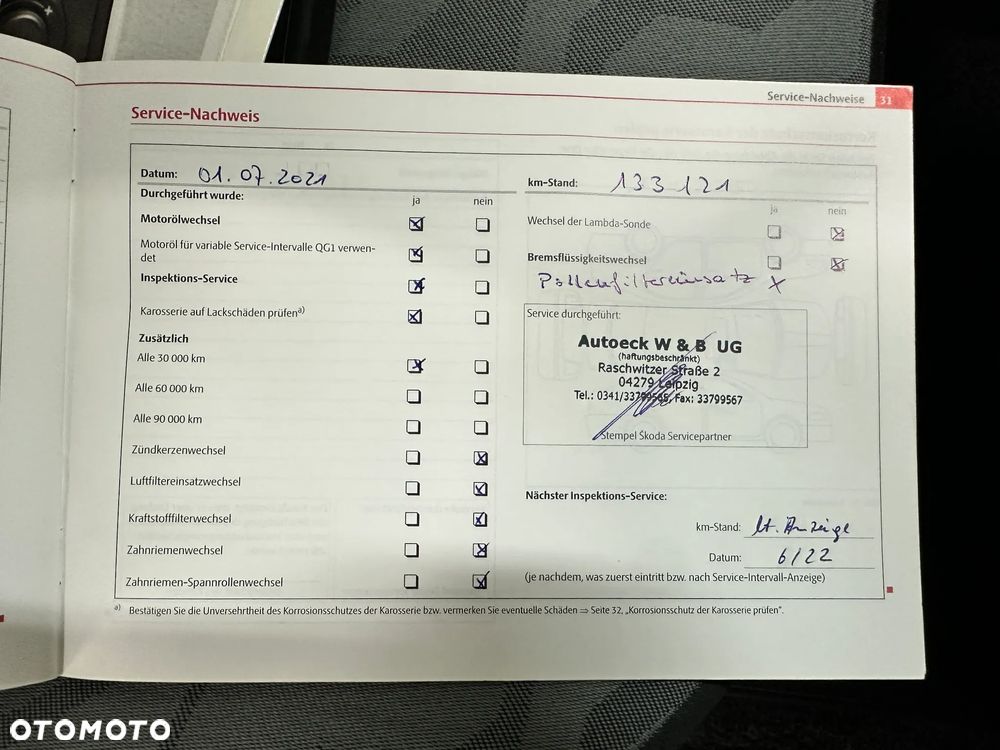 Service-Nachweise 31
Service-Nachweis
Datum: 01.07.2021
Durchgeführt wurde:
ja nein
Motorölwechsel
Motoröl für variable Service-Intervalle QG1 verwen-
det
Inspektions-Service
Karosserie auf Lackschäden prüfen a)
Zusätzlich
Alle 30 000 km
Alle 60 000 km
Alle 90 000 km
Zündkerzenwechsel
Luftfiltereinsatzwechsel
Kraftstofffilterwechsel
Zahnriemenwechsel
Zahnriemen-Spannrollenwechsel
km-Stand: 133121
ja nein
Wechsel der Lambda-Sonde
Bremsflüssigkeitswechsel
Pollenfiltereinsatz x
Service durchgeführt:
Autoeck W & B UG
(haftungsbeschränkt)
Raschwitzer Straße 2
04279 Leipzig
Tel.: 0341/33799565, Fax: 33799567
Stempel Škoda Servicepartner
Nächster Inspektions-Service:
km-Stand: lt. Anzeige
Datum: 6/22
(je nachdem, was zuerst eintritt bzw. nach Service-Intervall-Anzeige)
a) Bestätigen Sie die Unversehrtheit des Korrosionsschutzes der Karosserie bzw. vermerken Sie eventuelle Schäden ⇒ Seite 32, „Korrosionsschutz der Karosserie prüfen".
OTOMOTO